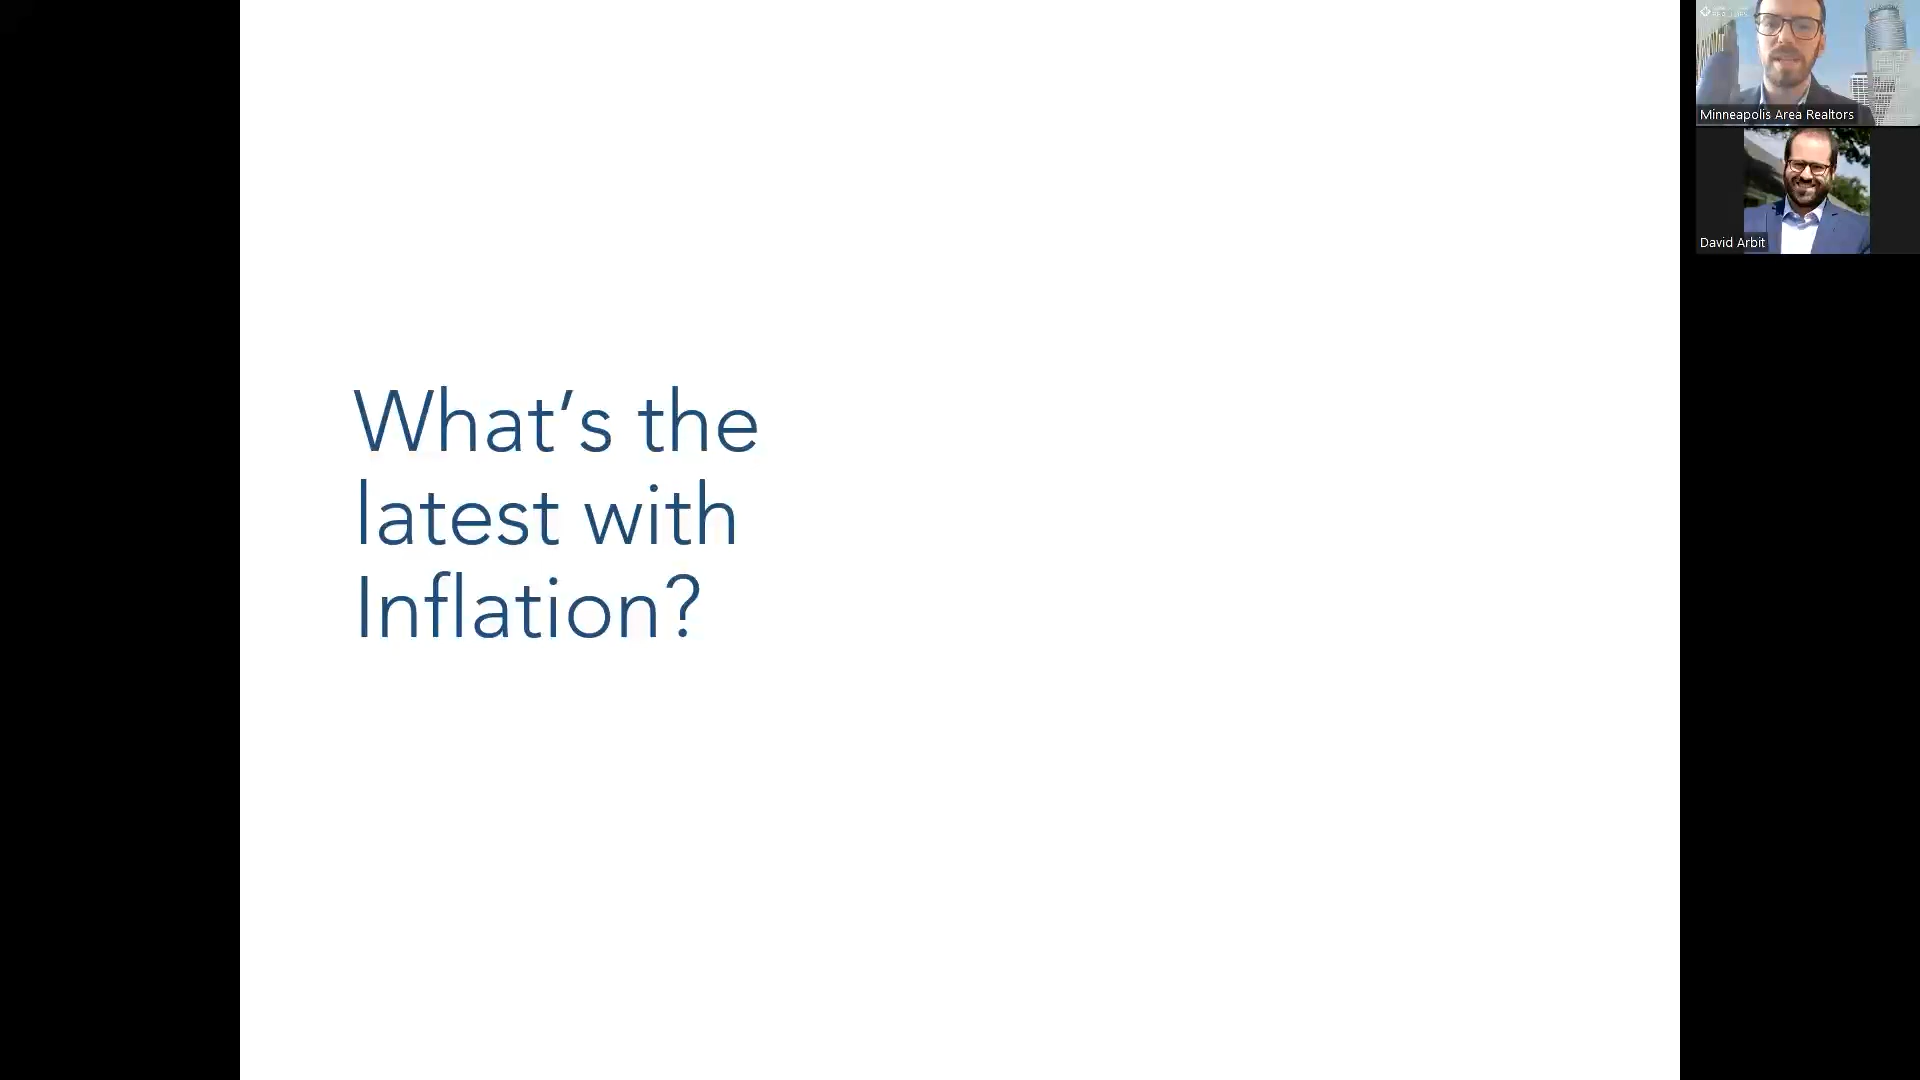 What’s the
latest with
Inflation?
Minneapolis Area Realtors
David Arbit